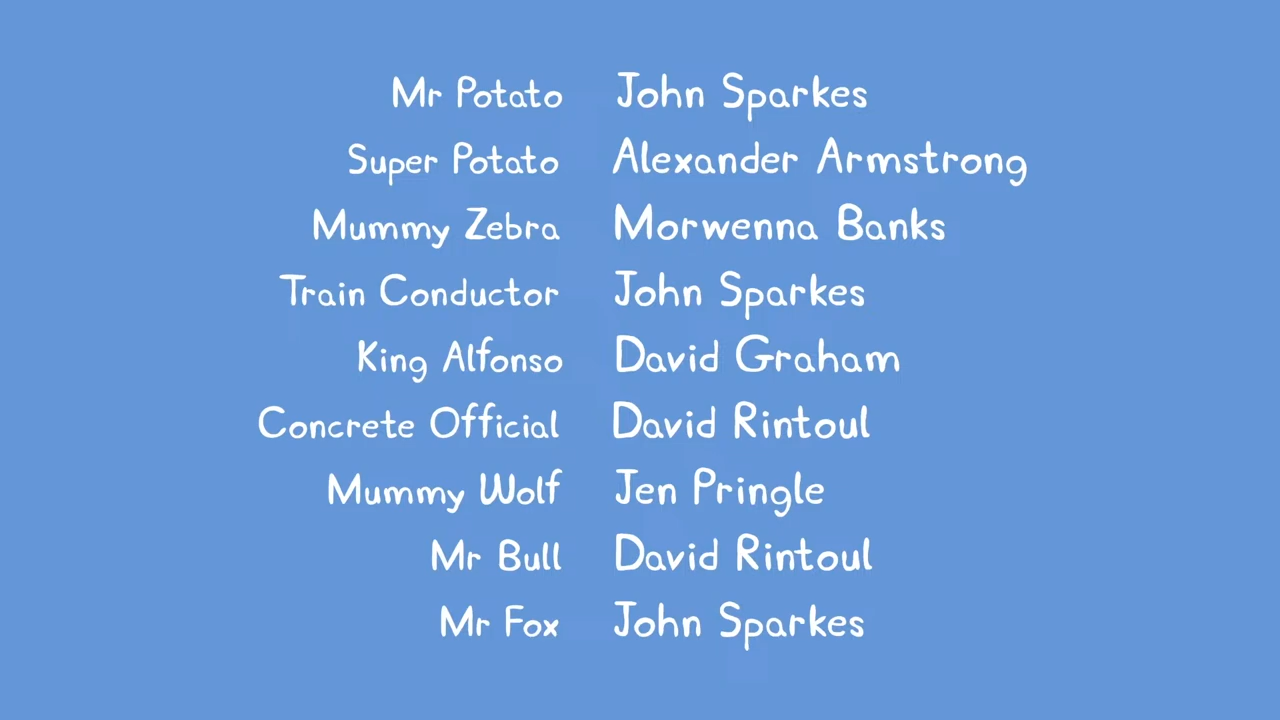 Mr Potato John Sparkes
Super Potato Alexander Armstrong
Mummy Zebra Morwenna Banks
Train Conductor John Sparkes
King Alfonso David Graham
Concrete Official David Rintoul
Mummy Wolf Jen Pringle
Mr Bull David Rintoul
Mr Fox John Sparkes